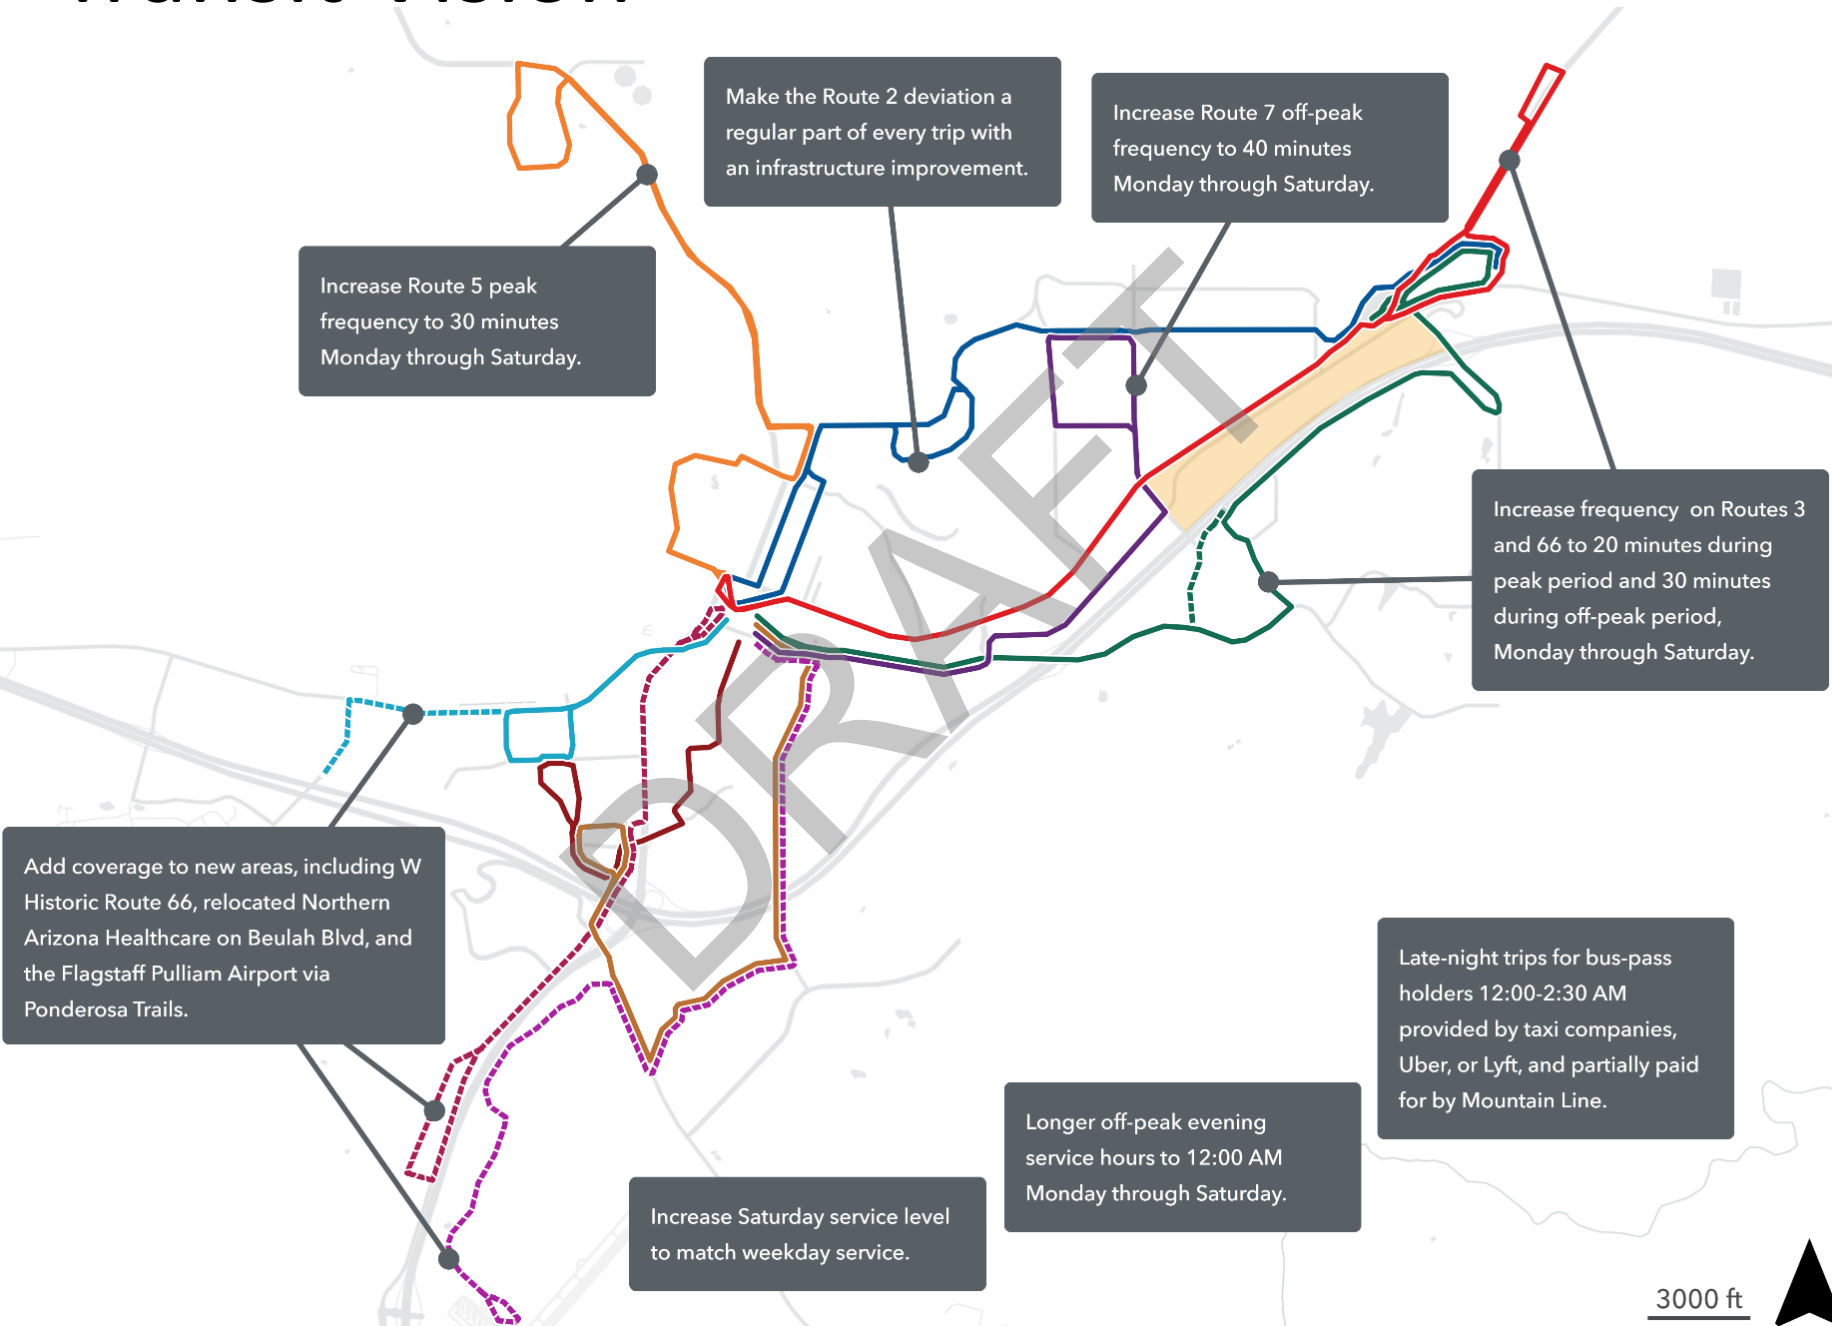 Transit Vision
Make the Route 2 deviation a
regular part of every trip with
an infrastructure improvement.
Increase Route 7 off-peak
frequency to 40 minutes
Monday through Saturday.
Increase Route 5 peak
frequency to 30 minutes
Monday through Saturday.
Increase frequency on Routes 3
and 66 to 20 minutes during
peak period and 30 minutes
during off-peak period,
Monday through Saturday.
DRAFT
Add coverage to new areas, including W
Historic Route 66, relocated Northern
Arizona Healthcare on Beulah Blvd, and
the Flagstaff Pulliam Airport via
Ponderosa Trails.
Late-night trips for bus-pass
holders 12:00-2:30 AM
provided by taxi companies,
Uber, or Lyft, and partially paid
for by Mountain Line.
Longer off-peak evening
service hours to 12:00 AM
Monday through Saturday.
Increase Saturday service level
to match weekday service.
3000 ft